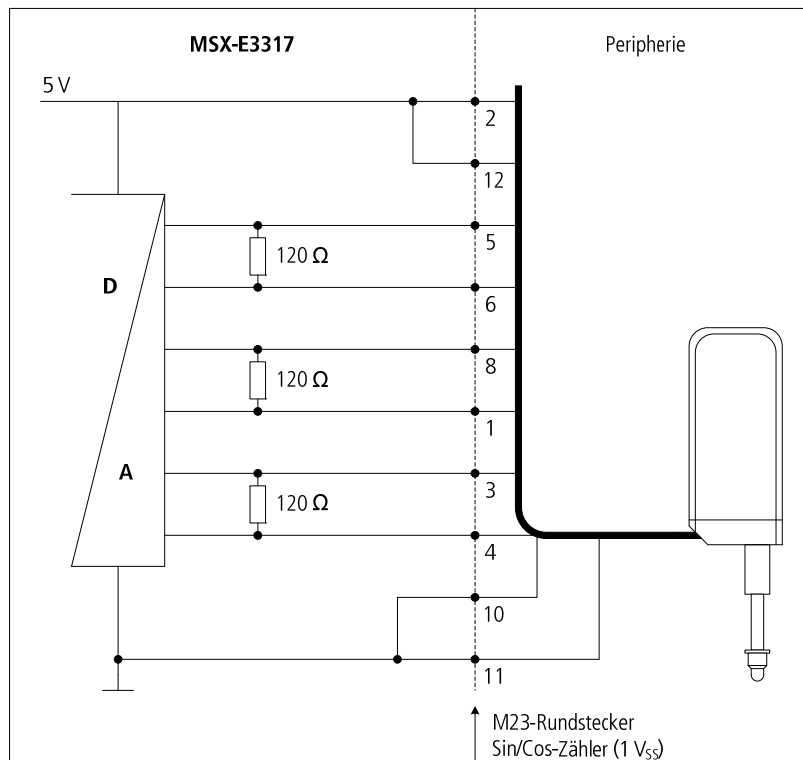 MSX-E3317
Peripherie
5 V
2
12
5
120 Ω
D
6
8
120 Ω
1
A
3
120 Ω
4
10
11
M23-Rundstecker
Sin/Cos-Zähler (1 VSS)